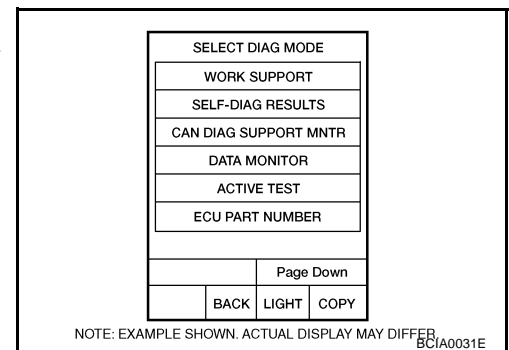 SELECT DIAG MODE
WORK SUPPORT
SELF-DIAG RESULTS
CAN DIAG SUPPORT MNTR
DATA MONITOR
ACTIVE TEST
ECU PART NUMBER
Page Down
BACK LIGHT COPY
NOTE: EXAMPLE SHOWN. ACTUAL DISPLAY MAY DIFFER.
BCIA0031E